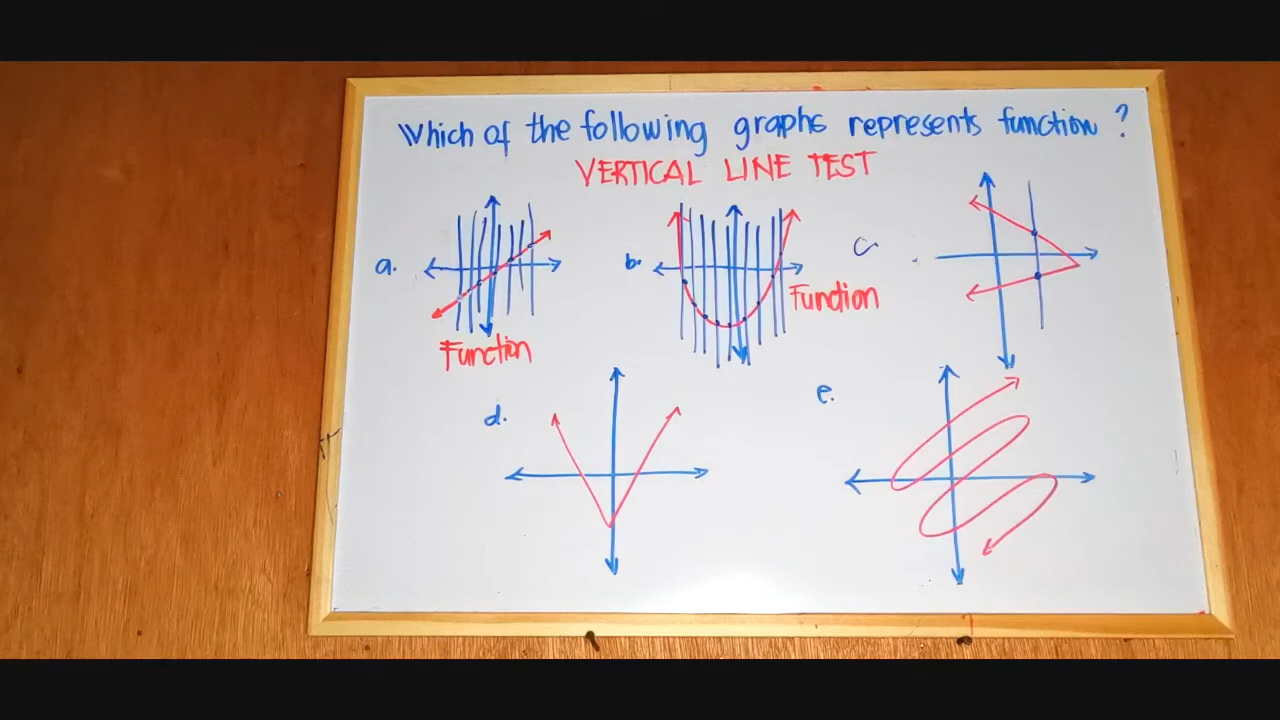 Which of the following graphs represents function ?
VERTICAL LINE TEST
a.
Function
b.
Function
c
d.
e.